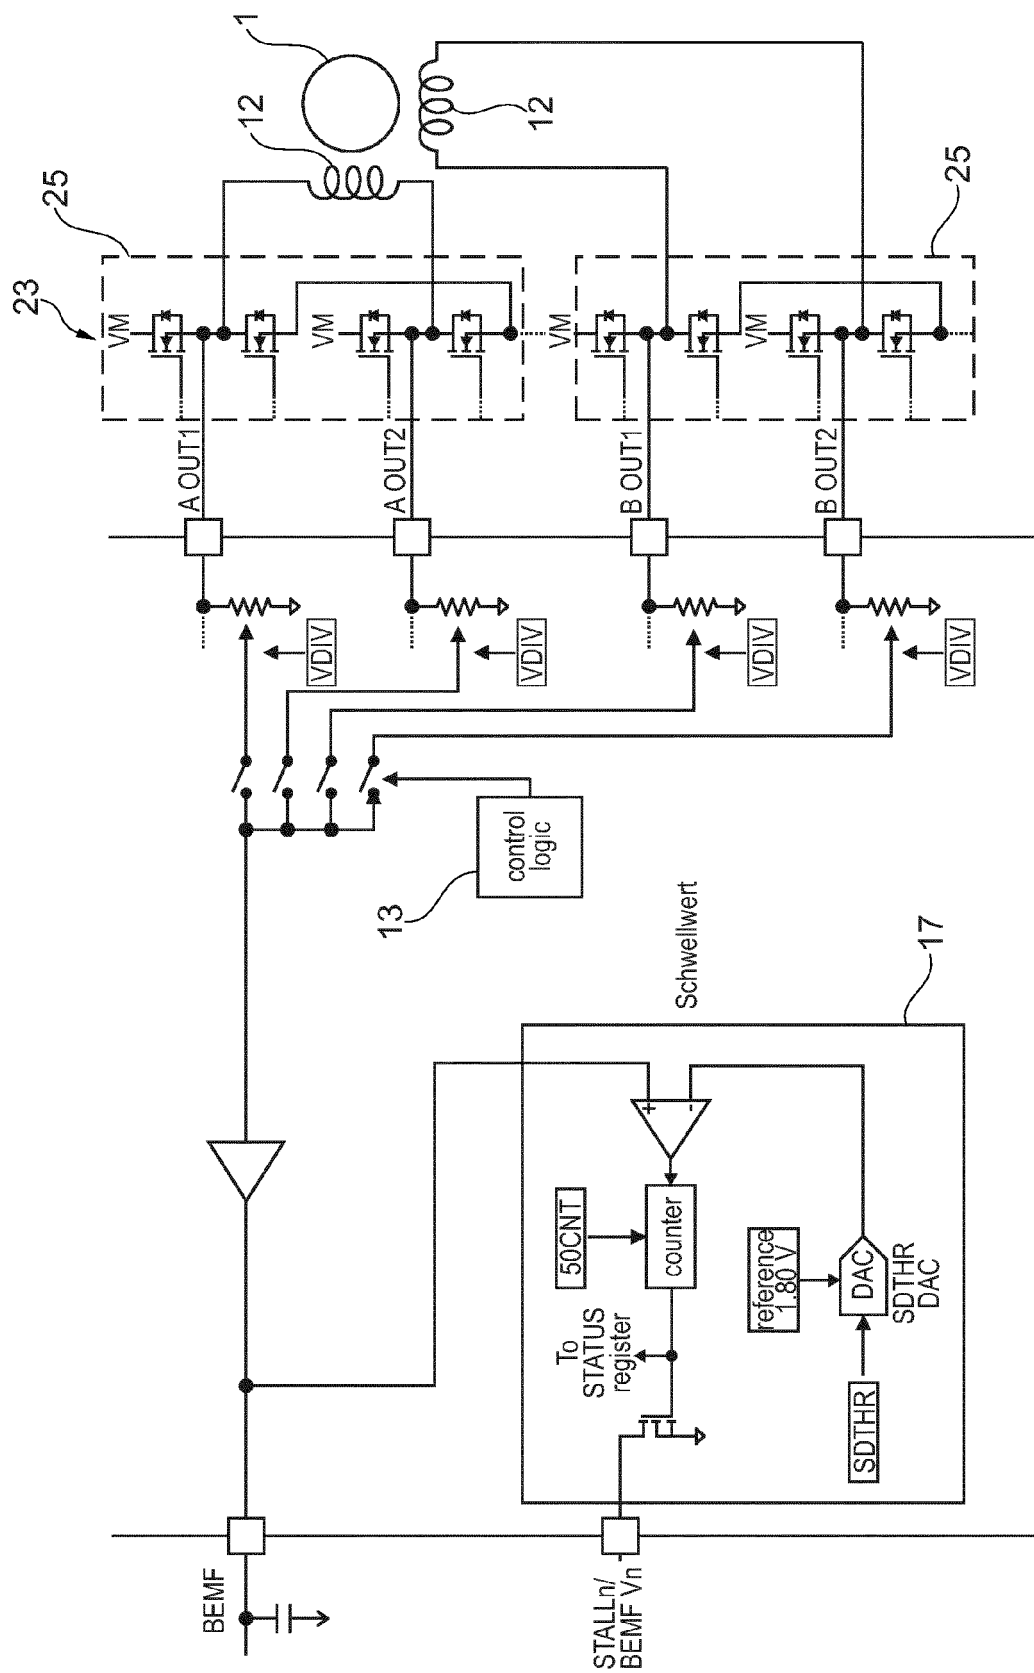 1
12
12
25
25
23
VM
VM
VM
VM
A OUT1
A OUT2
B OUT1
B OUT2
VDIV
VDIV
VDIV
VDIV
control
logic
13
Schwellwert
17
+
-
50CNT
counter
reference
1.80 V
DAC
SDTHR
DAC
To
STATUS
register
SDTHR
BEMF
STALLn/
BEMF Vn